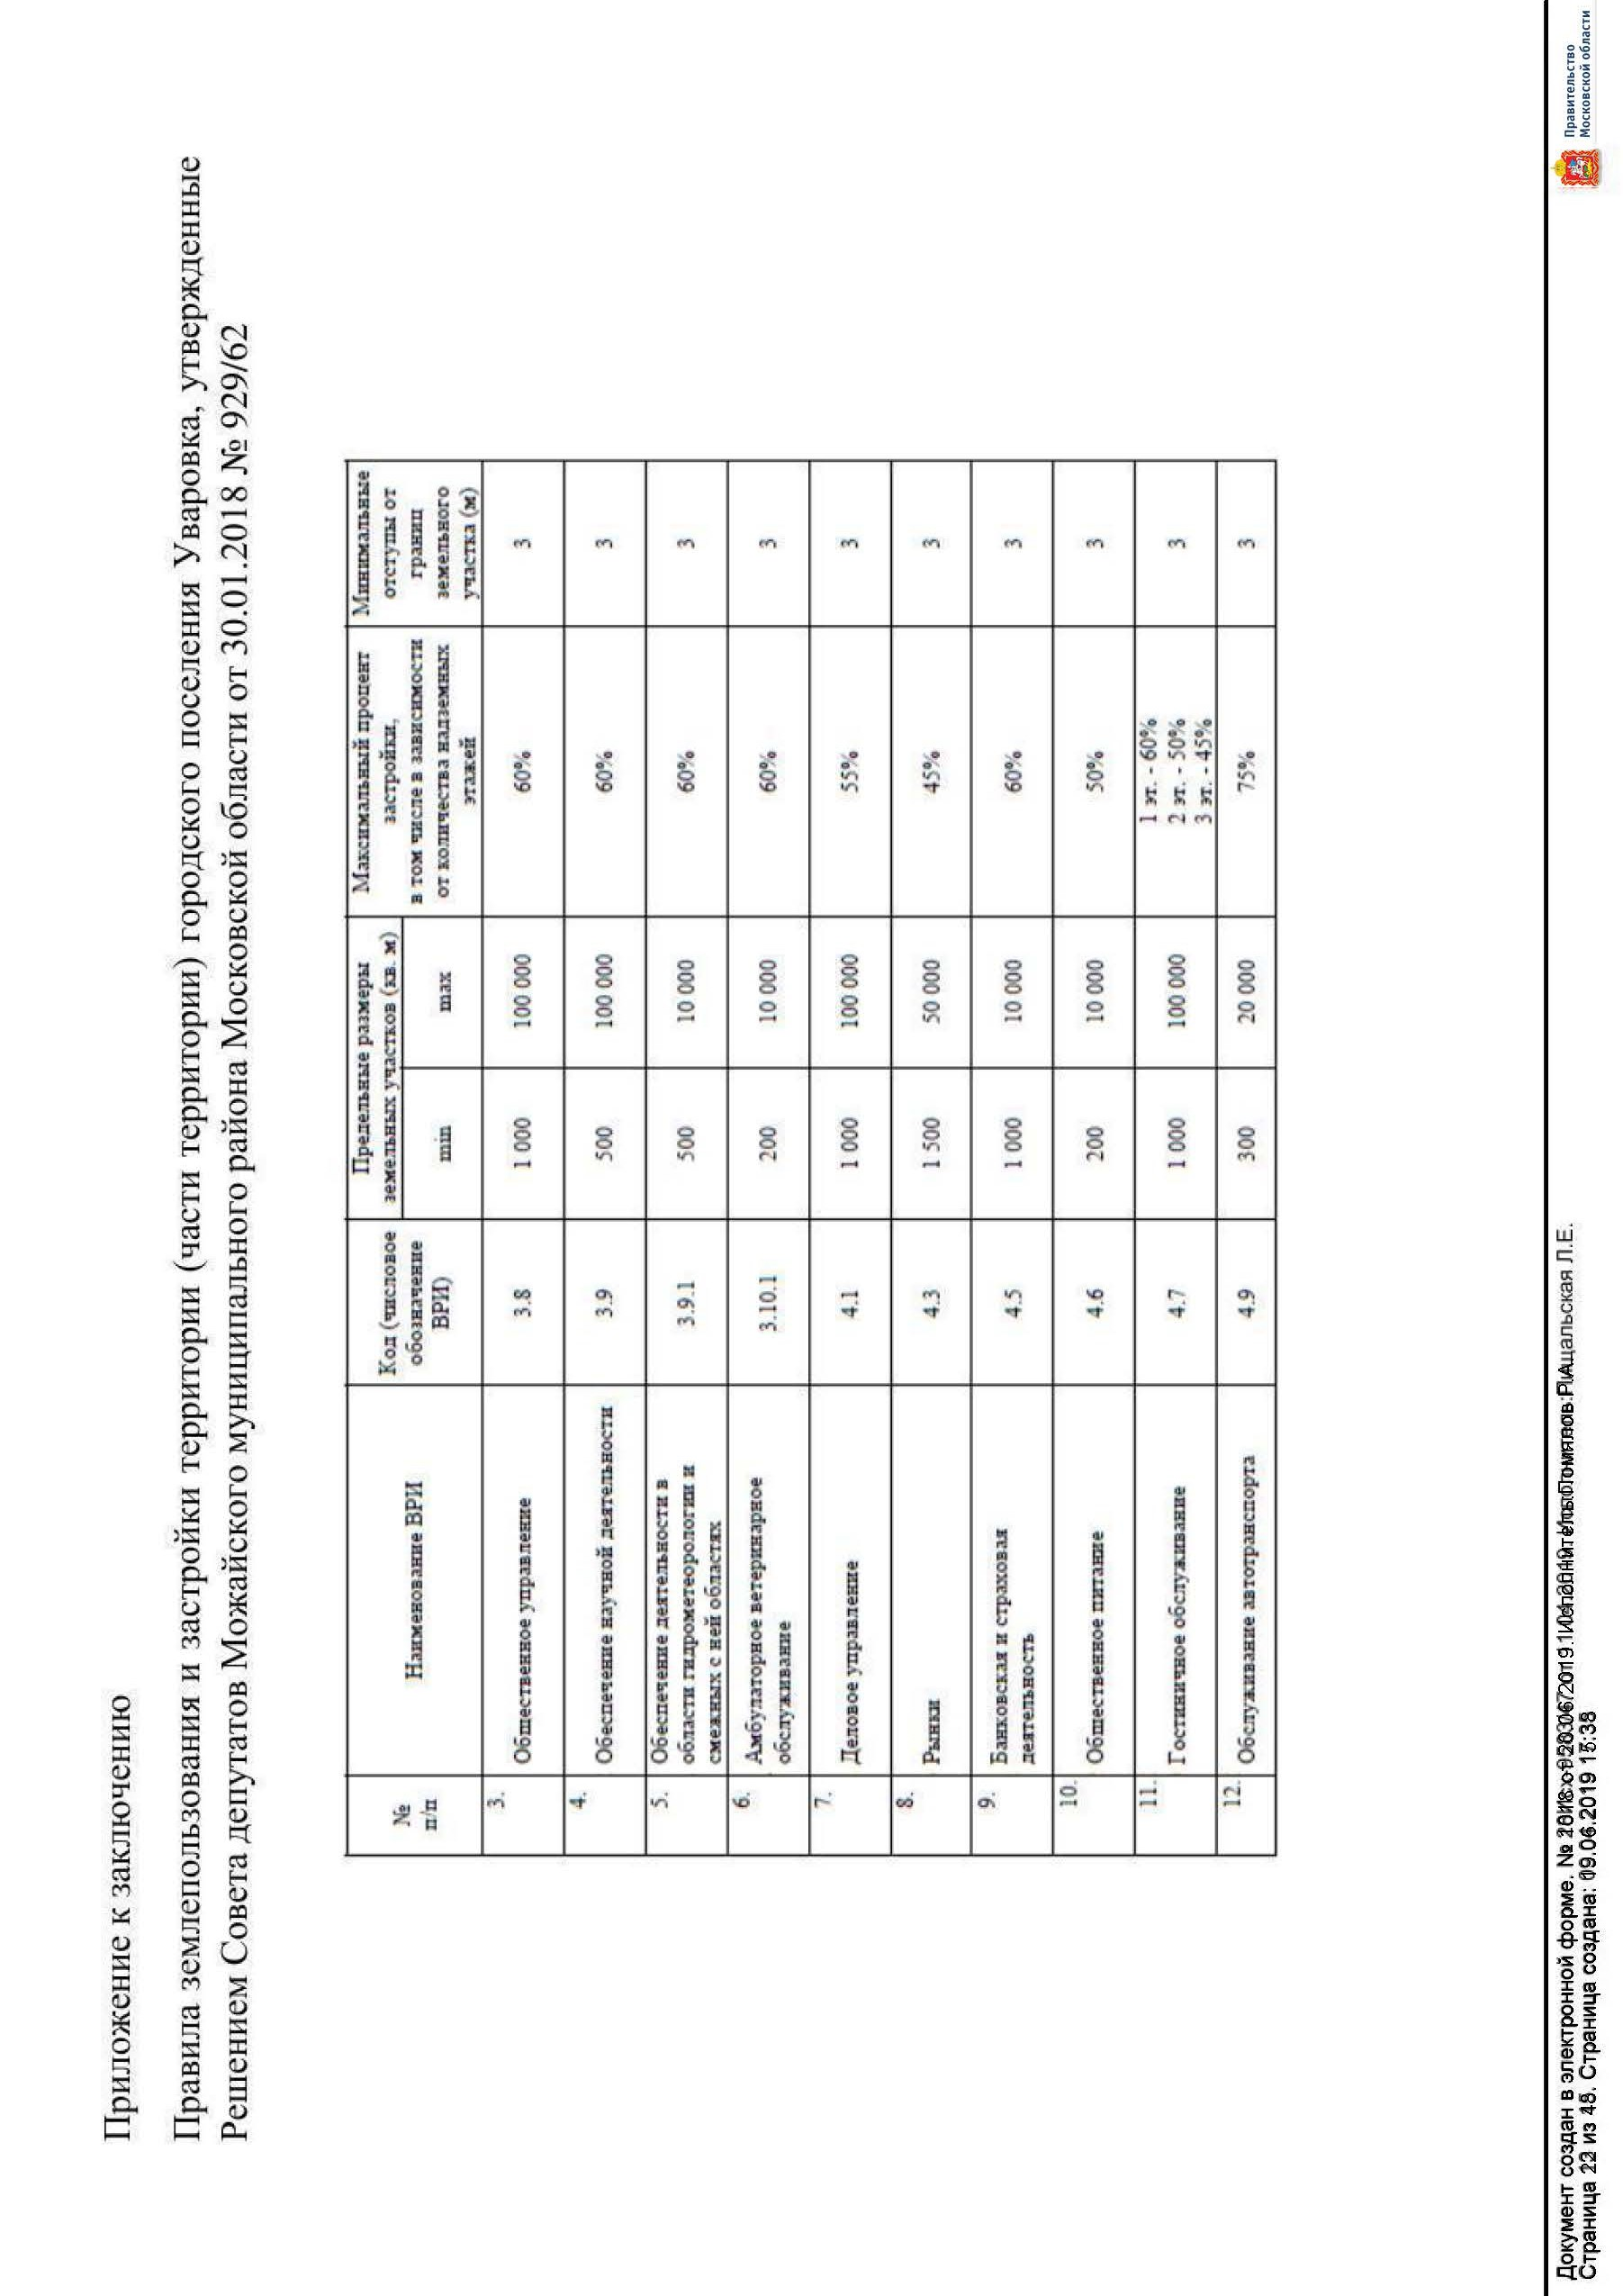 Приложение к заключению
Правила землепользования и застройки территории (части территории) городского поселения Уваровка, утвержденные
Решением Совета депутатов Можайского муниципального района Московской области от 30.01.2018 № 929/62
№ п/п
Наименование ВРИ
Код (числовое обозначение ВРИ)
Предельные размеры земельных участков (кв. м)
min
max
Максимальный процент застройки, в том числе в зависимости от количества надземных этажей
Минимальные отступы от границ земельного участка (м)
3. Общественное управление 3.8 1 000 100 000 60% 3
4. Обеспечение научной деятельности 3.9 500 100 000 60% 3
5. Обеспечение деятельности в области гидрометеорологии и смежных с ней областях 3.9.1 500 10 000 60% 3
6. Амбулаторное ветеринарное обслуживание 3.10.1 200 10 000 60% 3
7. Деловое управление 4.1 1 000 100 000 55% 3
8. Рынки 4.3 1 500 50 000 45% 3
9. Банковская и страховая деятельность 4.5 1 000 10 000 60% 3
10. Общественное питание 4.6 200 10 000 50% 3
11. Гостиничное обслуживание 4.7 1 000 100 000 1 эт. - 60% 2 эт. - 50% 3 эт. - 45% 3
12. Обслуживание автотранспорта 4.9 300 20 000 75% 3
Документ создан в электронной форме. №
Страница из Страница создана:
Правительство
Московской области